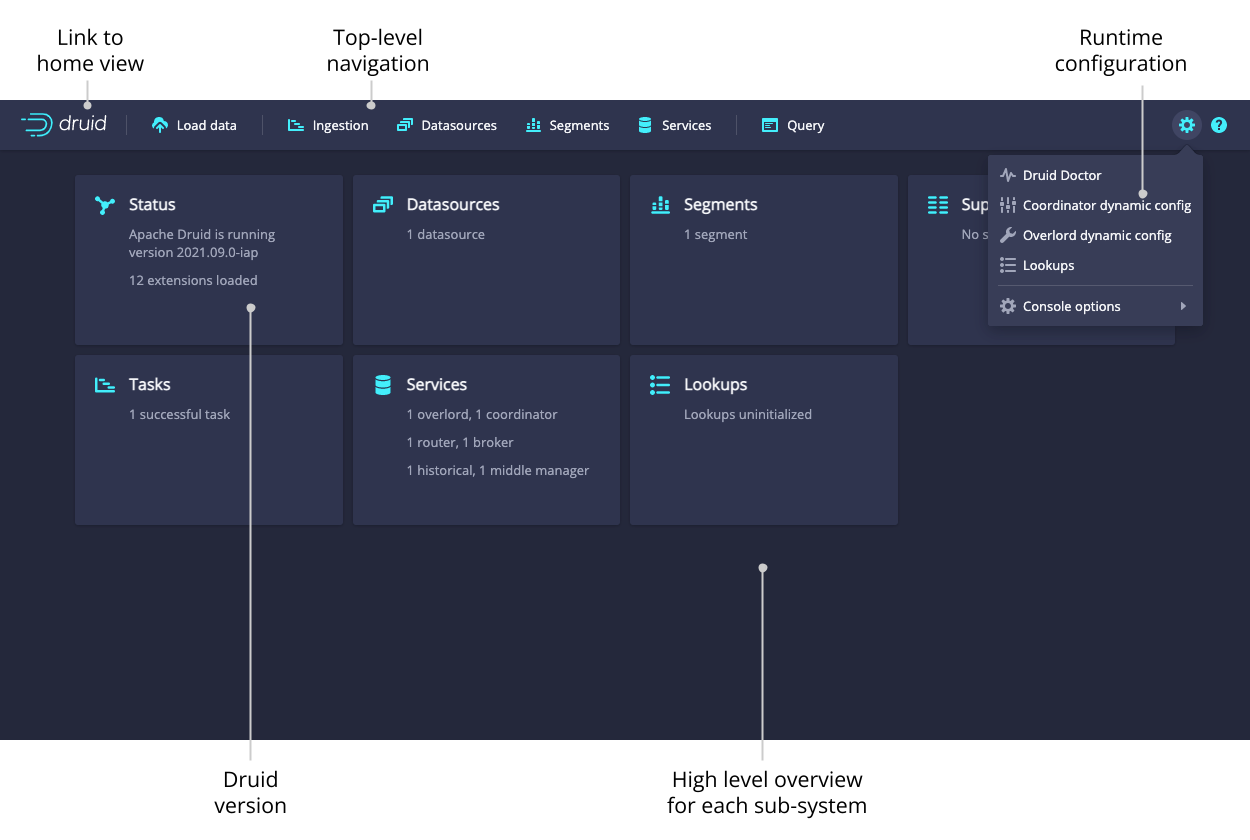 Link to
home view
Top-level
navigation
Runtime
configuration
druid
Load data
Ingestion
Datasources
Segments
Services
Query
?
Druid Doctor
Coordinator dynamic config
Overlord dynamic config
Lookups
Console options
Status
Apache Druid is running
version 2021.09.0-iap
12 extensions loaded
Datasources
1 datasource
Segments
1 segment
Sup
No s
Tasks
1 successful task
Services
1 overlord, 1 coordinator
1 router, 1 broker
1 historical, 1 middle manager
Lookups
Lookups uninitialized
Druid
version
High level overview
for each sub-system